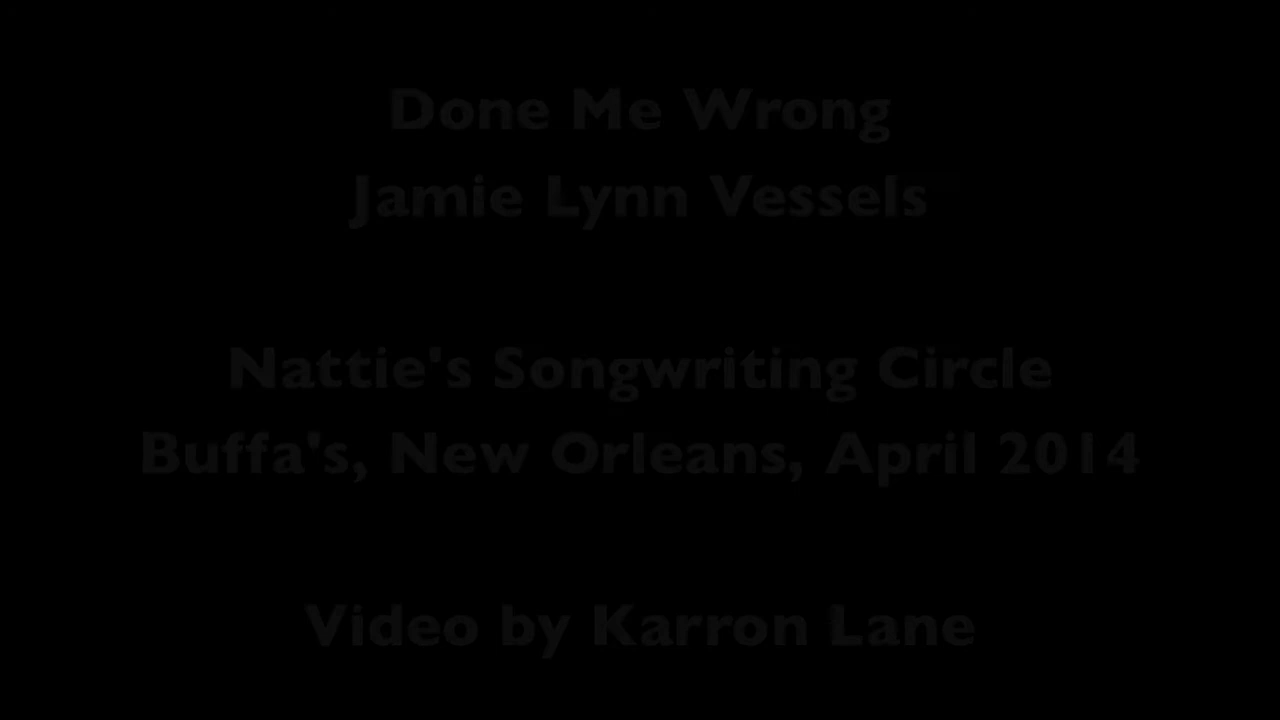 Done Me Wrong
Jamie Lynn Vessels
Nattie's Songwriting Circle
Buffa's, New Orleans, April 2014
Video by Karron Lane